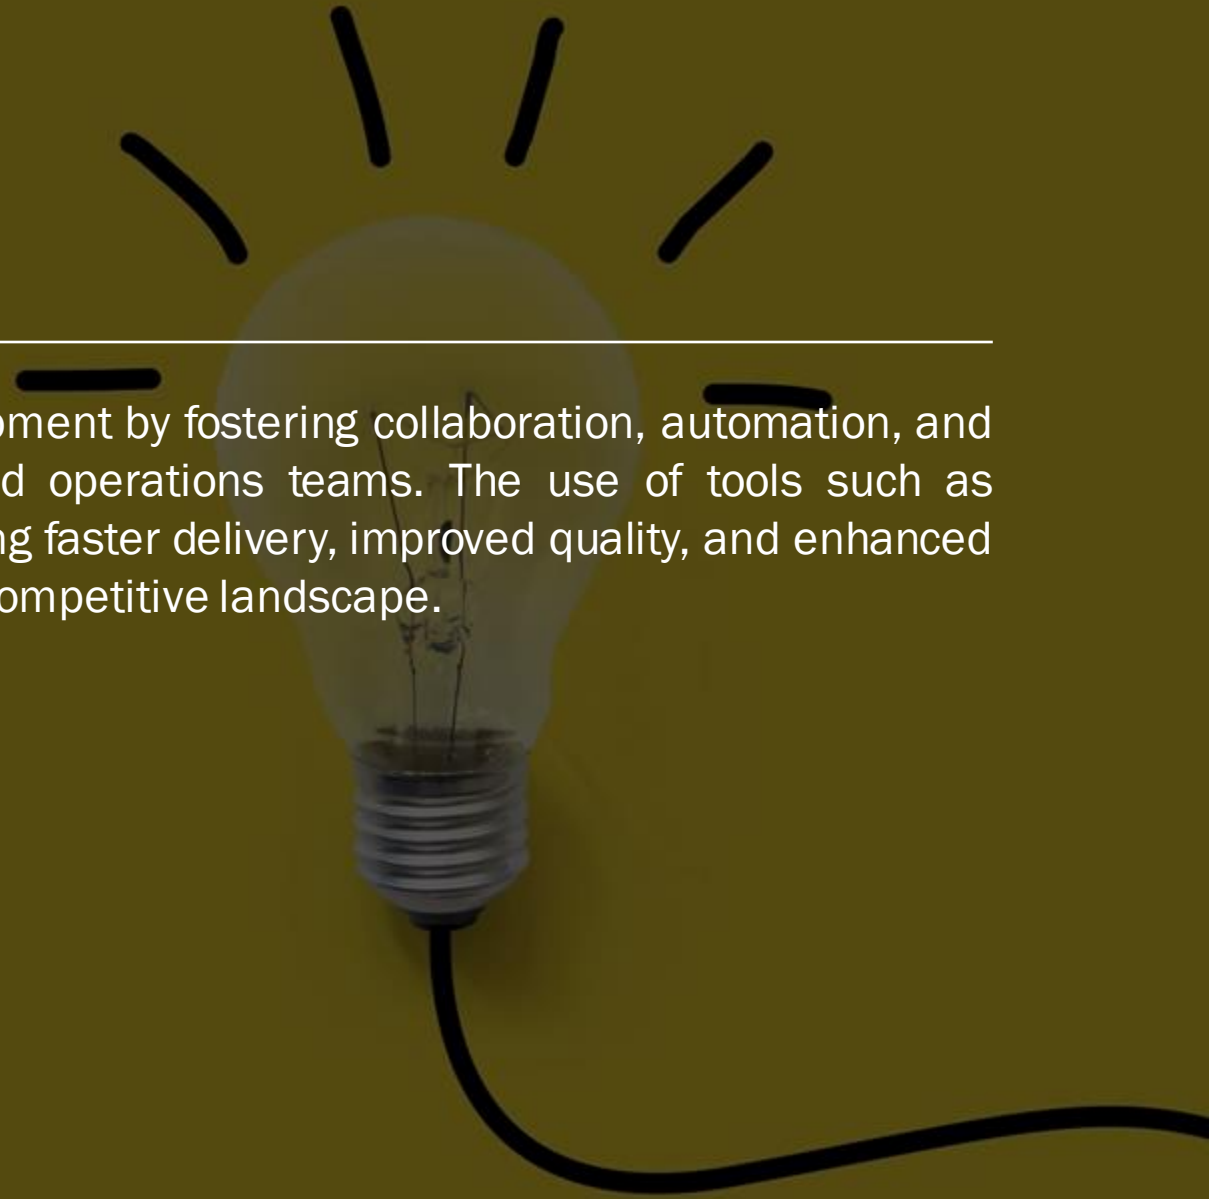 pment by fostering collaboration, automation, and
d operations teams. The use of tools such as
ng faster delivery, improved quality, and enhanced
ompetitive landscape.